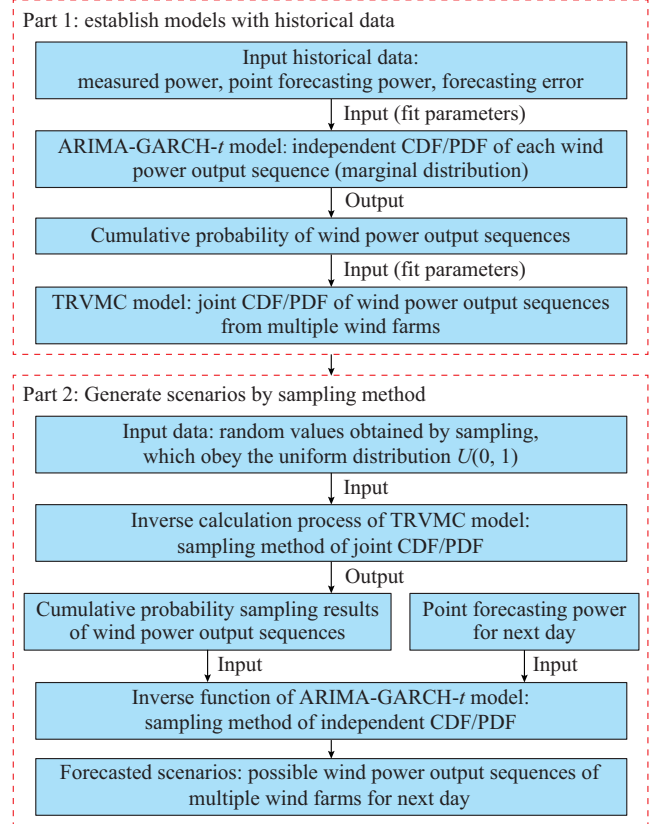 Part 1: establish models with historical data
Input historical data:
measured power, point forecasting power, forecasting error
Input (fit parameters)
ARIMA-GARCH-t model: independent CDF/PDF of each wind
power output sequence (marginal distribution)
Output
Cumulative probability of wind power output sequences
Input (fit parameters)
TRVMC model: joint CDF/PDF of wind power output sequences
from multiple wind farms
Part 2: Generate scenarios by sampling method
Input data: random values obtained by sampling,
which obey the uniform distribution U(0, 1)
Input
Inverse calculation process of TRVMC model:
sampling method of joint CDF/PDF
Output
Cumulative probability sampling results
of wind power output sequences
Point forecasting power
for next day
Input
Input
Inverse function of ARIMA-GARCH-t model:
sampling method of independent CDF/PDF
Forecasted scenarios: possible wind power output sequences of
multiple wind farms for next day